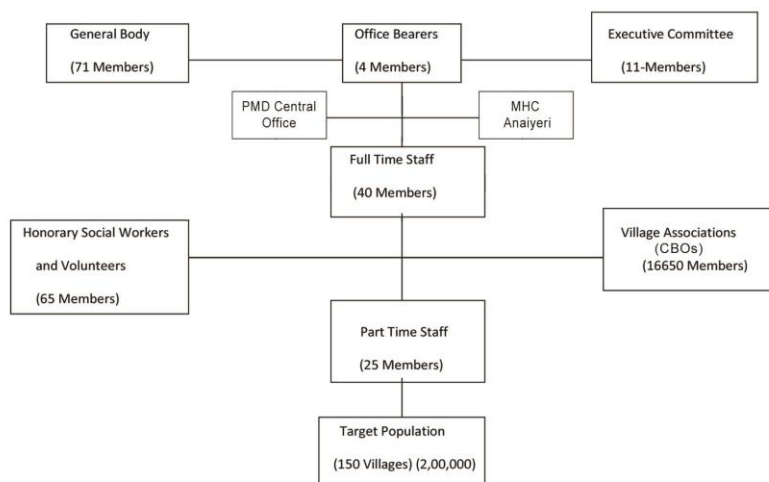 General Body
(71 Members)
Office Bearers
(4 Members)
Executive Committee
(11-Members)
PMD Central
Office
MHC
Anaiyeri
Full Time Staff
(40 Members)
Honorary Social Workers
and Volunteers
(65 Members)
Village Associations
(CBOs)
(16650 Members)
Part Time Staff
(25 Members)
Target Population
(150 Villages) (2,00,000)